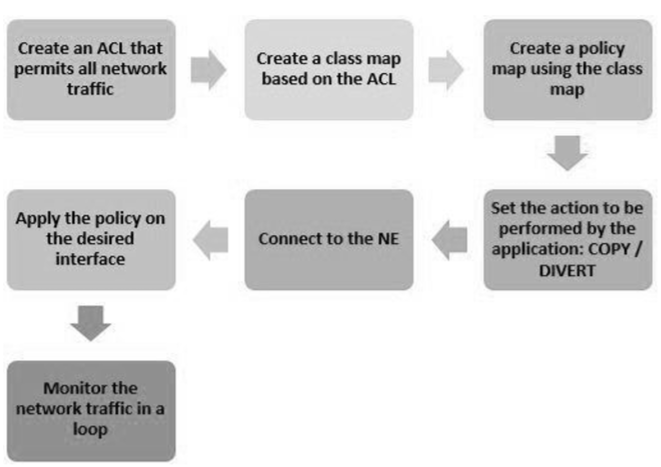 Create an ACL that
permits all network
traffic
Create a class map
based on the ACL
Create a policy
map using the class
map
Set the action to be
performed by the
application: COPY /
DIVERT
Connect to the NE
Apply the policy on
the desired
interface
Monitor the
network traffic in a
loop